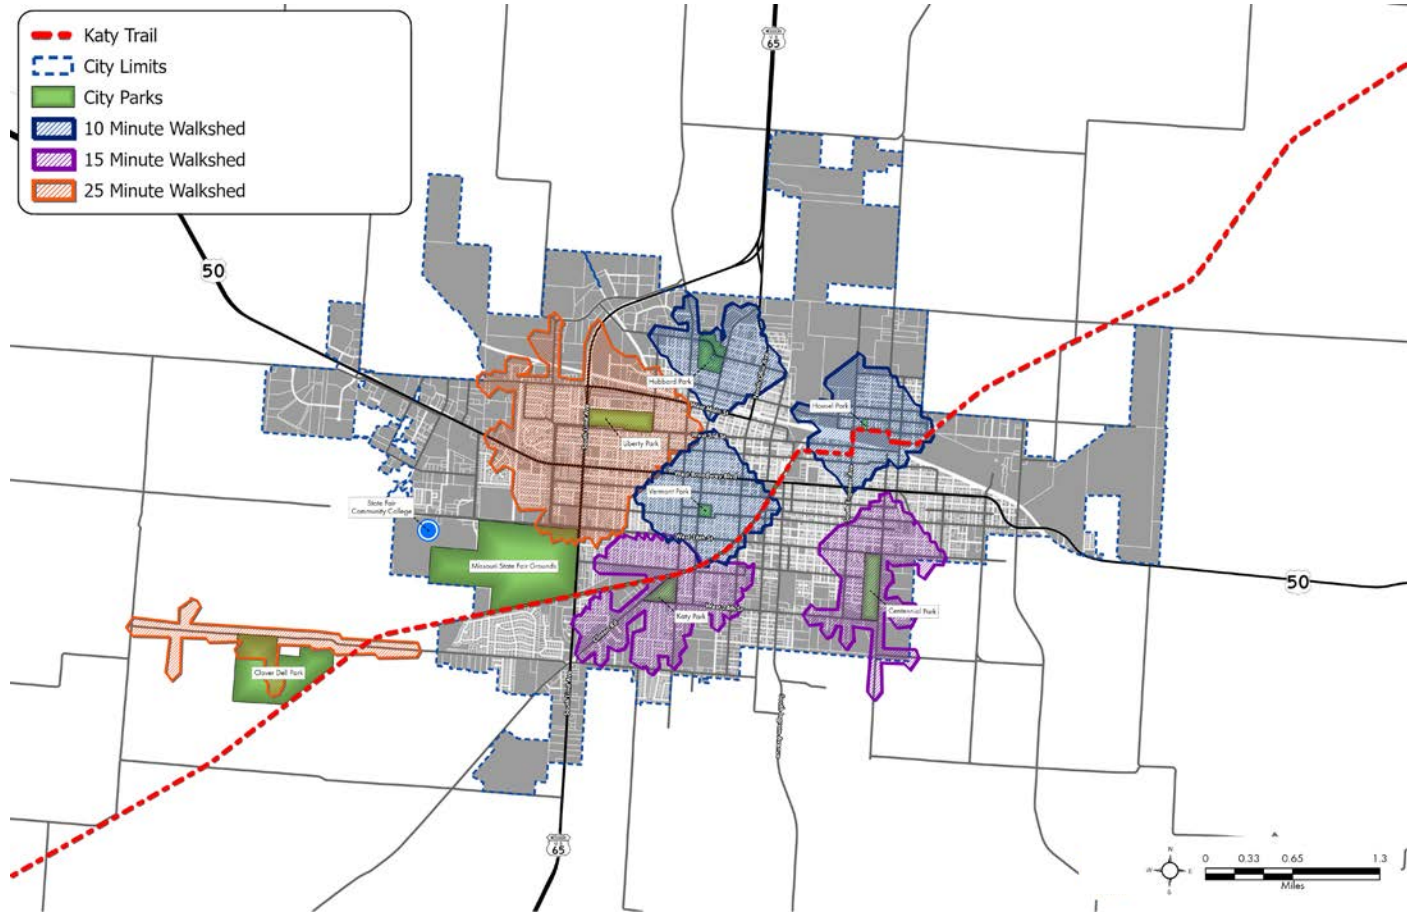 Katy Trail
City Limits
City Parks
10 Minute Walkshed
15 Minute Walkshed
25 Minute Walkshed
65
50
Hubbard Park
Housel Park
Liberty Park
Vermont Park
State Fair
Community College
Missouri State Fair Grounds
Katy Park
Centennial Park
Clover Dell Park
50
65
N
W
E
S
0 0.33 0.65 1.3
Miles